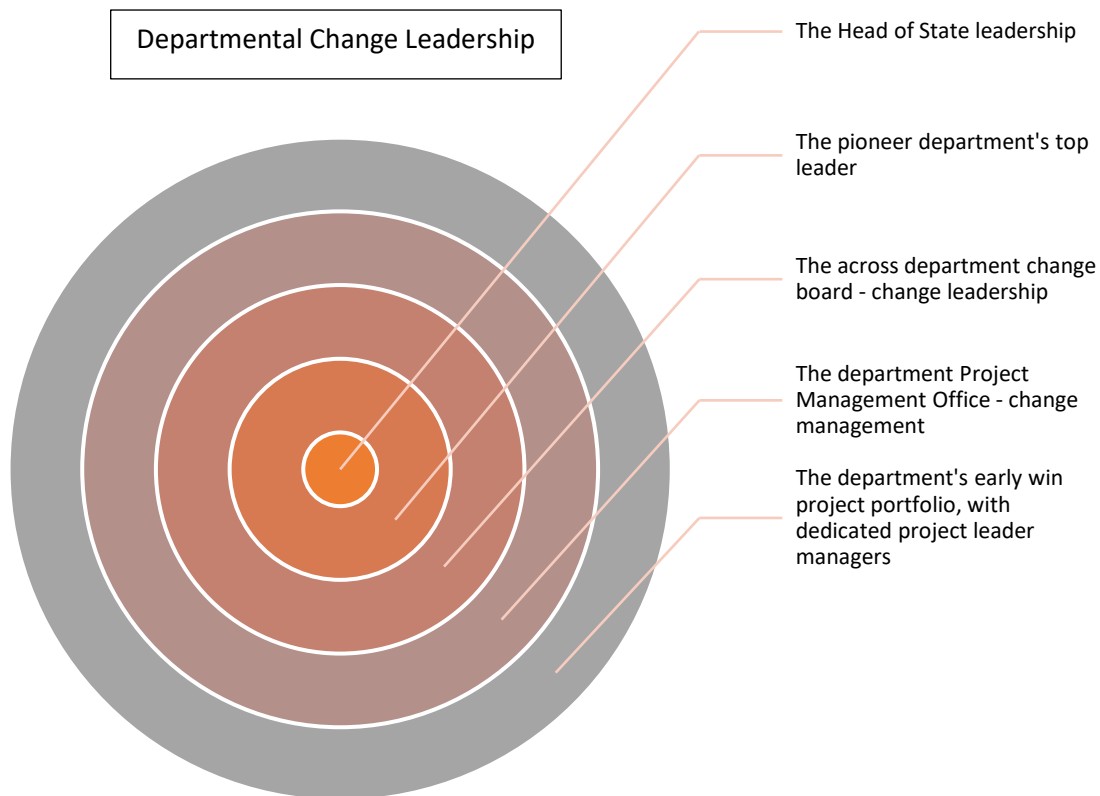 Departmental Change Leadership
The Head of State leadership
The pioneer department's top
leader
The across department change
board - change leadership
The department Project
Management Office - change
management
The department's early win
project portfolio, with
dedicated project leader
managers